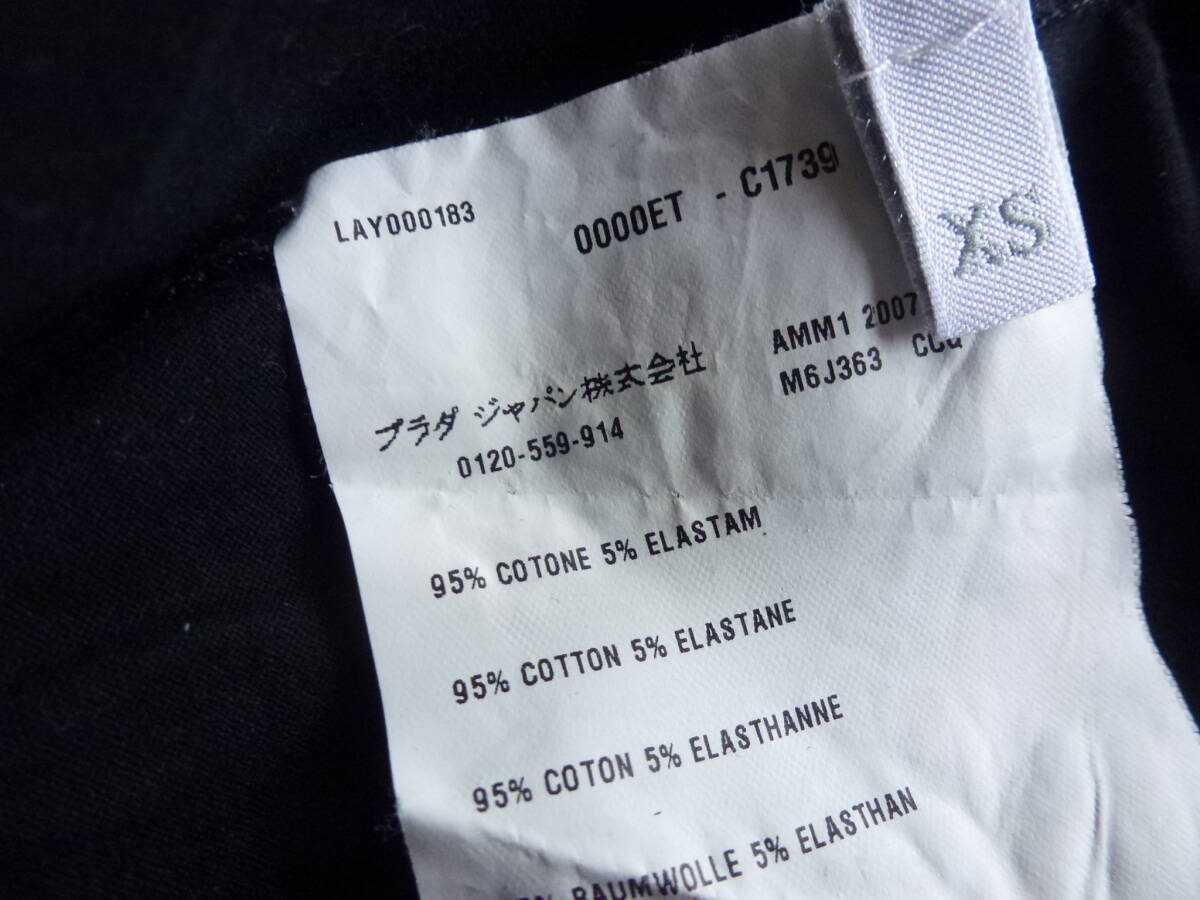 XS
LAY000183 0000ET - C1739
AMM1 2007
プラダ ジャパン株式会社 M6J363
0120-559-914
95% COTONE 5% ELASTAM
95% COTTON 5% ELASTANE
95% COTON 5% ELASTHANNE
BAUMWOLLE 5% ELASTHAN